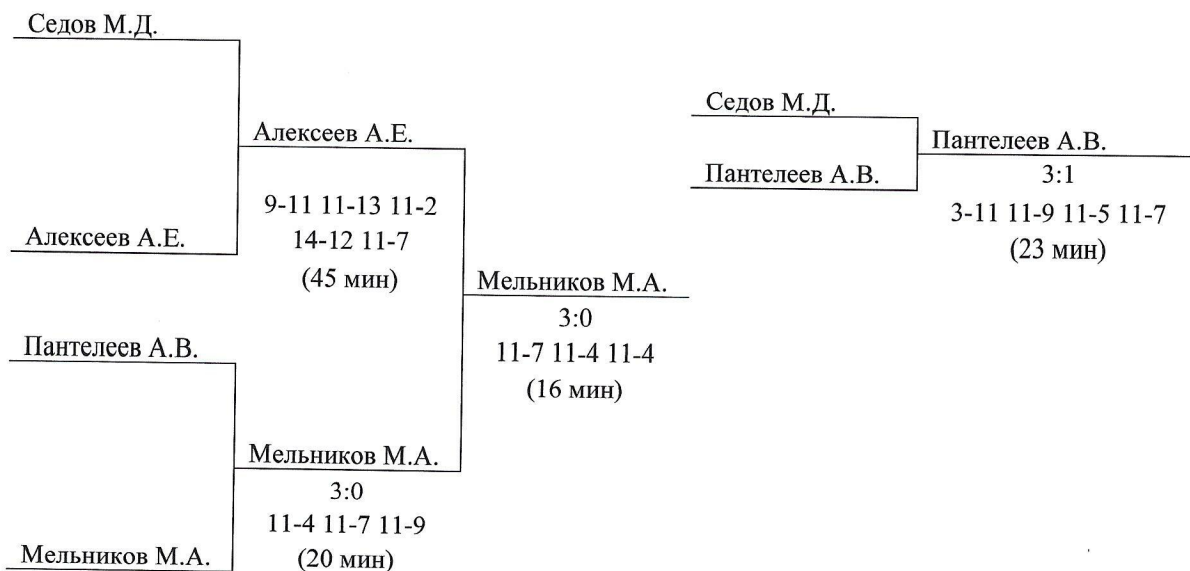 Седов М.Д.
Алексеев А.Е.
9-11 11-13 11-2
14-12 11-7
(45 мин)
Алексеев А.Е.
Мельников М.А.
3:0
11-7 11-4 11-4
(16 мин)
Пантелеев А.В.
Мельников М.А.
3:0
11-4 11-7 11-9
(20 мин)
Мельников М.А.
Седов М.Д.
Пантелеев А.В.
Пантелеев А.В.
3:1
3-11 11-9 11-5 11-7
(23 мин)